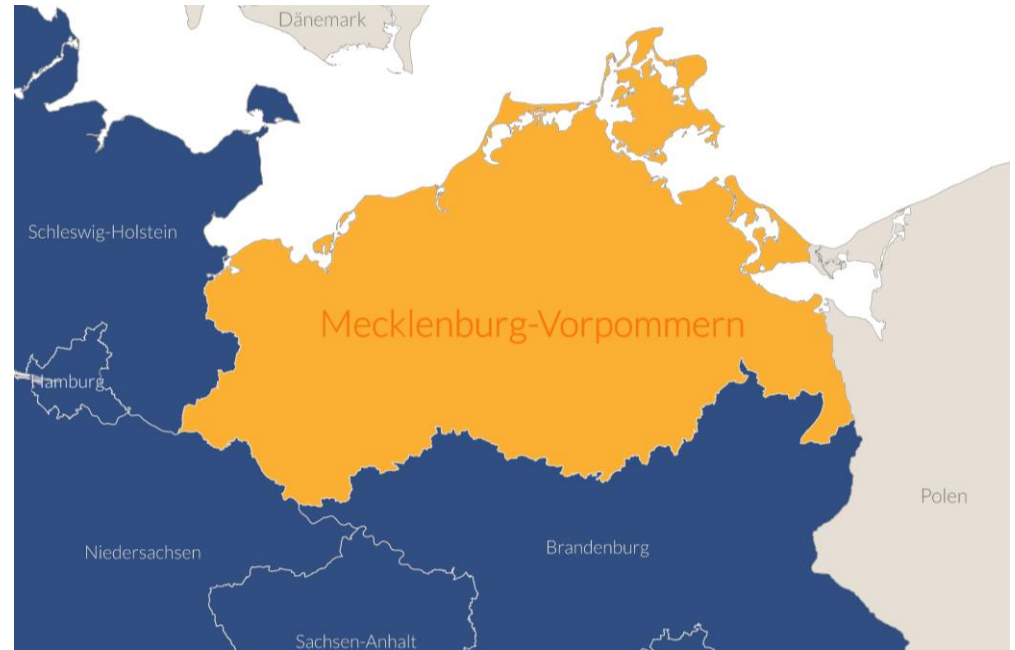 Dänemark
Schleswig-Holstein
Mecklenburg-Vorpommern
Hamburg
Polen
Niedersachsen
Brandenburg
Sachsen-Anhalt